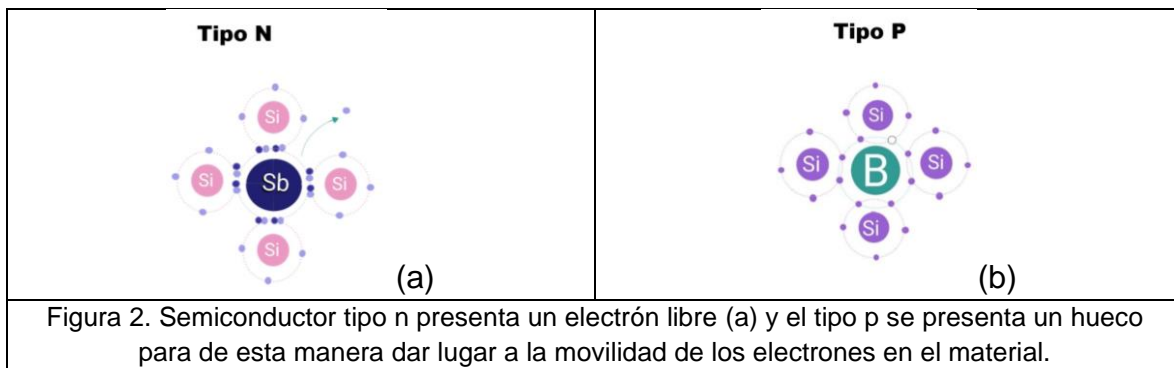 Tipo N
Si
Si
Sb
Si
Si
(a)
Tipo P
Si
Si
B
Si
Si
(b)
Figura 2. Semiconductor tipo n presenta un electrón libre (a) y el tipo p se presenta un hueco
para de esta manera dar lugar a la movilidad de los electrones en el material.